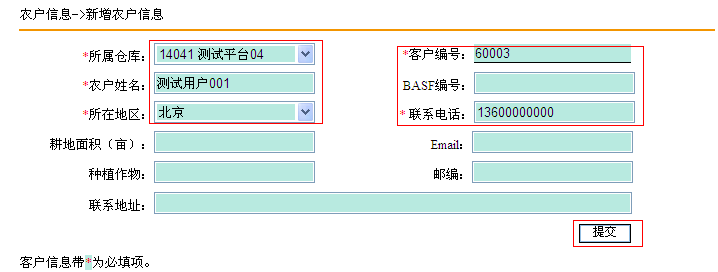 农户信息->新增农户信息
*所属仓库： 14041 测试平台04 *客户编号： 60003
*农户姓名： 测试用户001 BASF编号：
*所在地区： 北京 * 联系电话： 13600000000
耕地面积（亩）： Email：
种植作物： 邮编：
联系地址：
提交
客户信息带*为必填项。